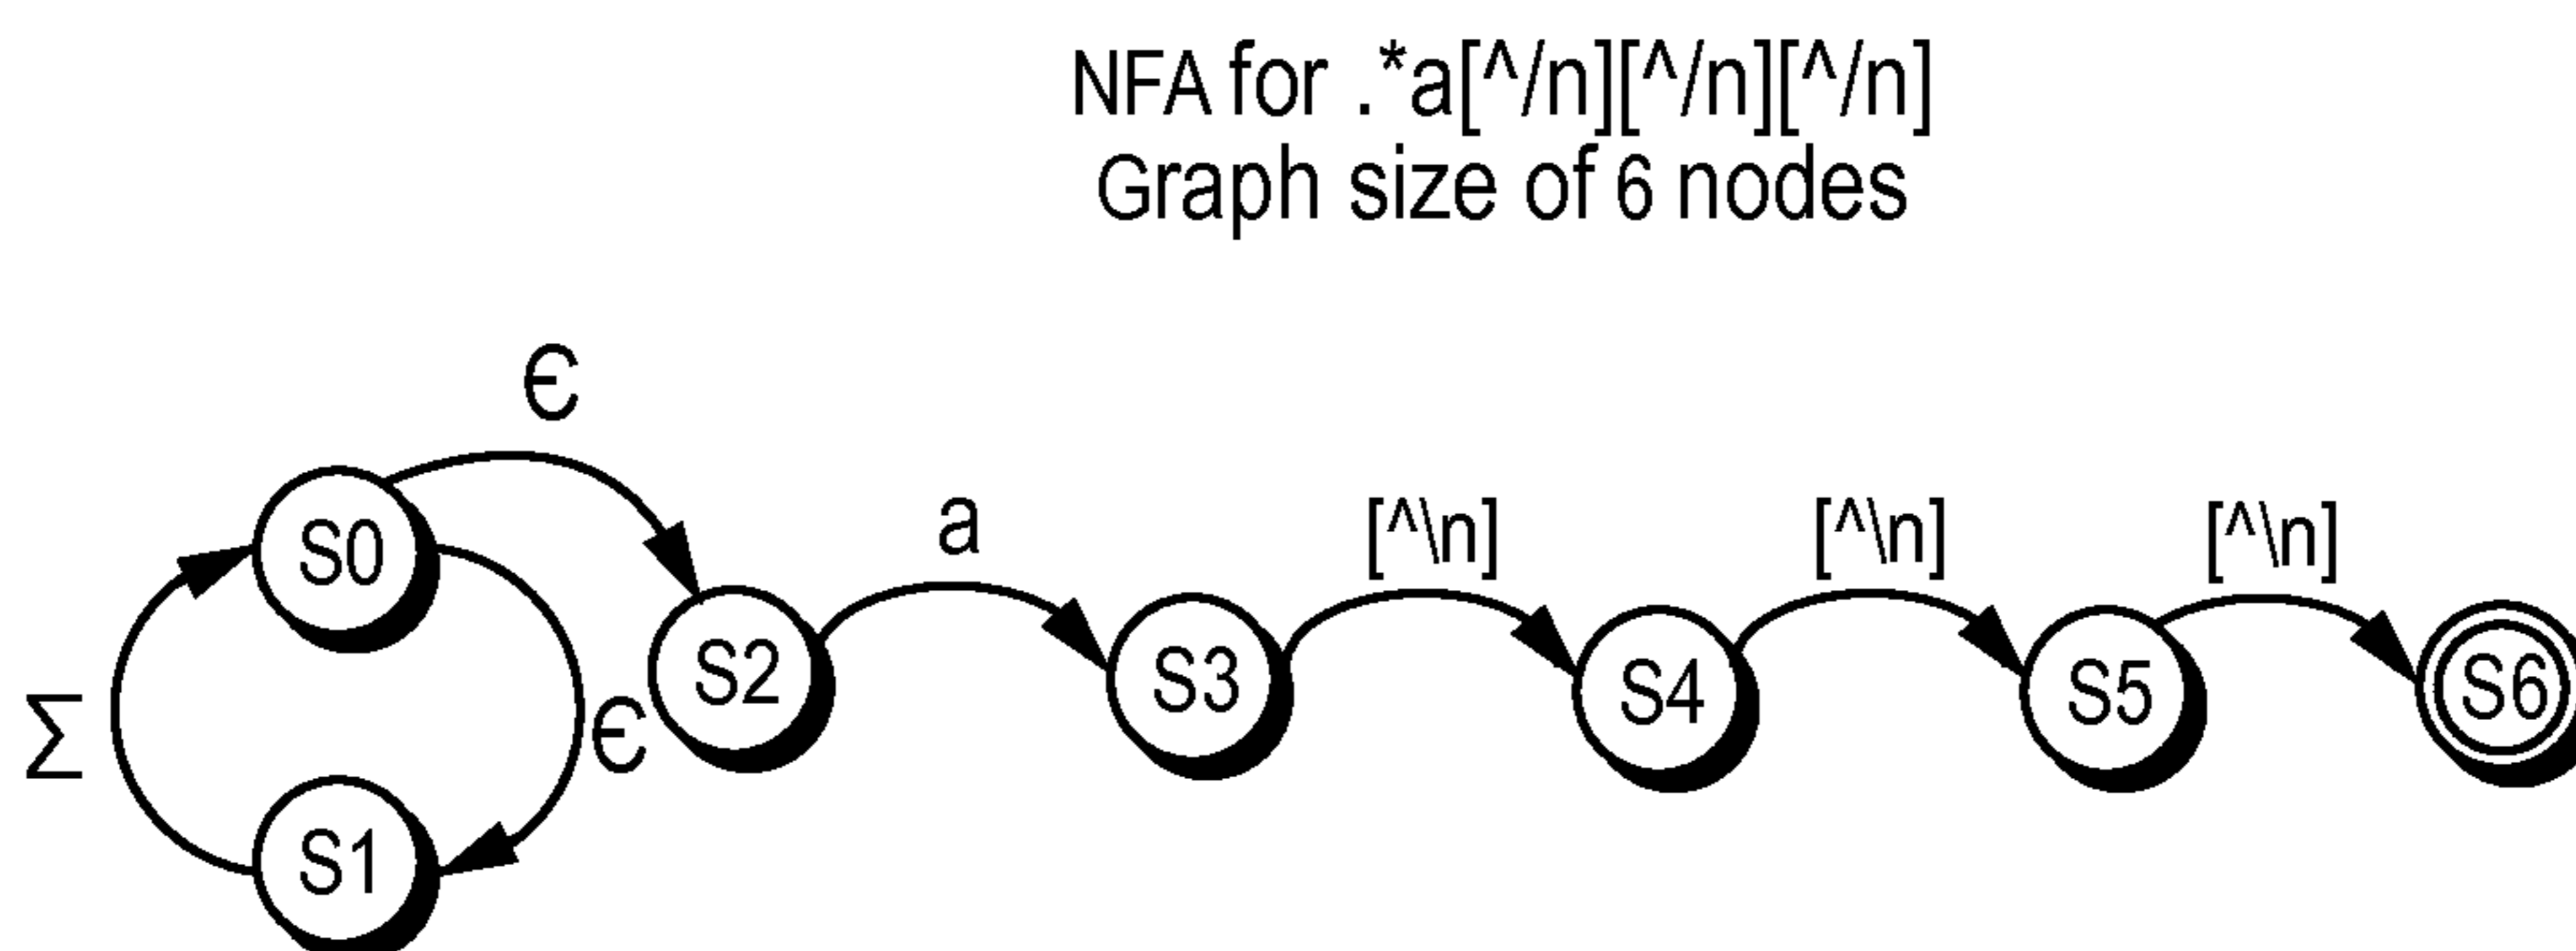 NFA for .*a[^/n][^/n][^/n]
Graph size of 6 nodes
Є
a
[^\n]
[^\n]
[^\n]
S0
S2
S3
S4
S5
S6
Σ
Є
S1